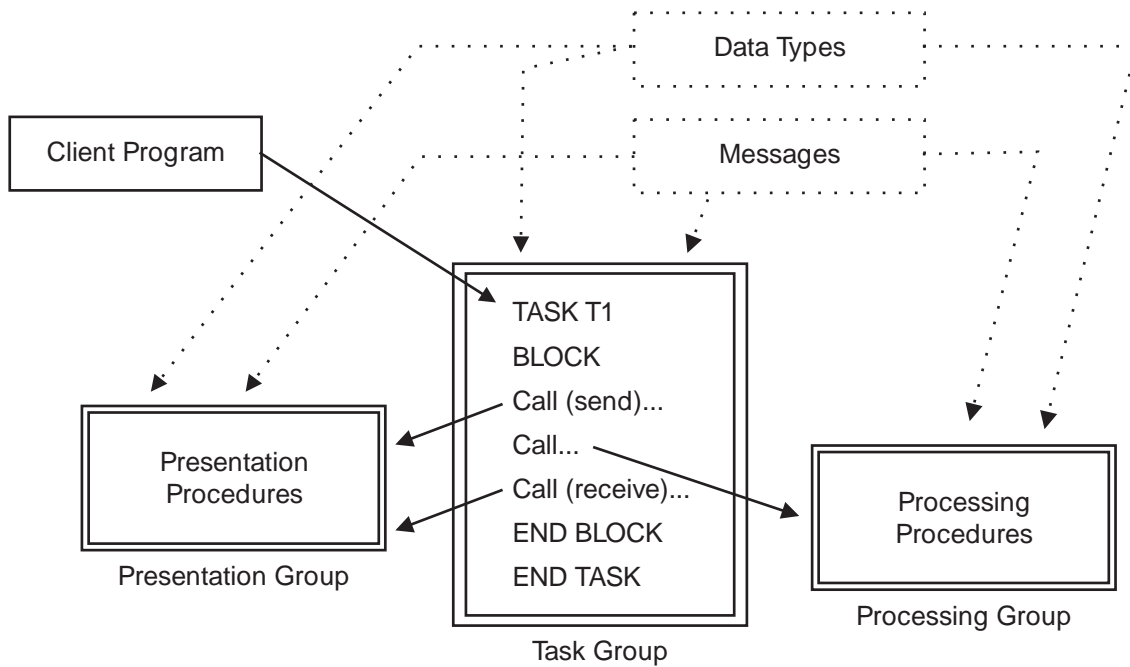 Data Types
Client Program
Messages
TASK T1
BLOCK
Call (send)...
Call...
Call (receive)...
END BLOCK
END TASK
Presentation
Procedures
Presentation Group
Processing
Procedures
Processing Group
Task Group